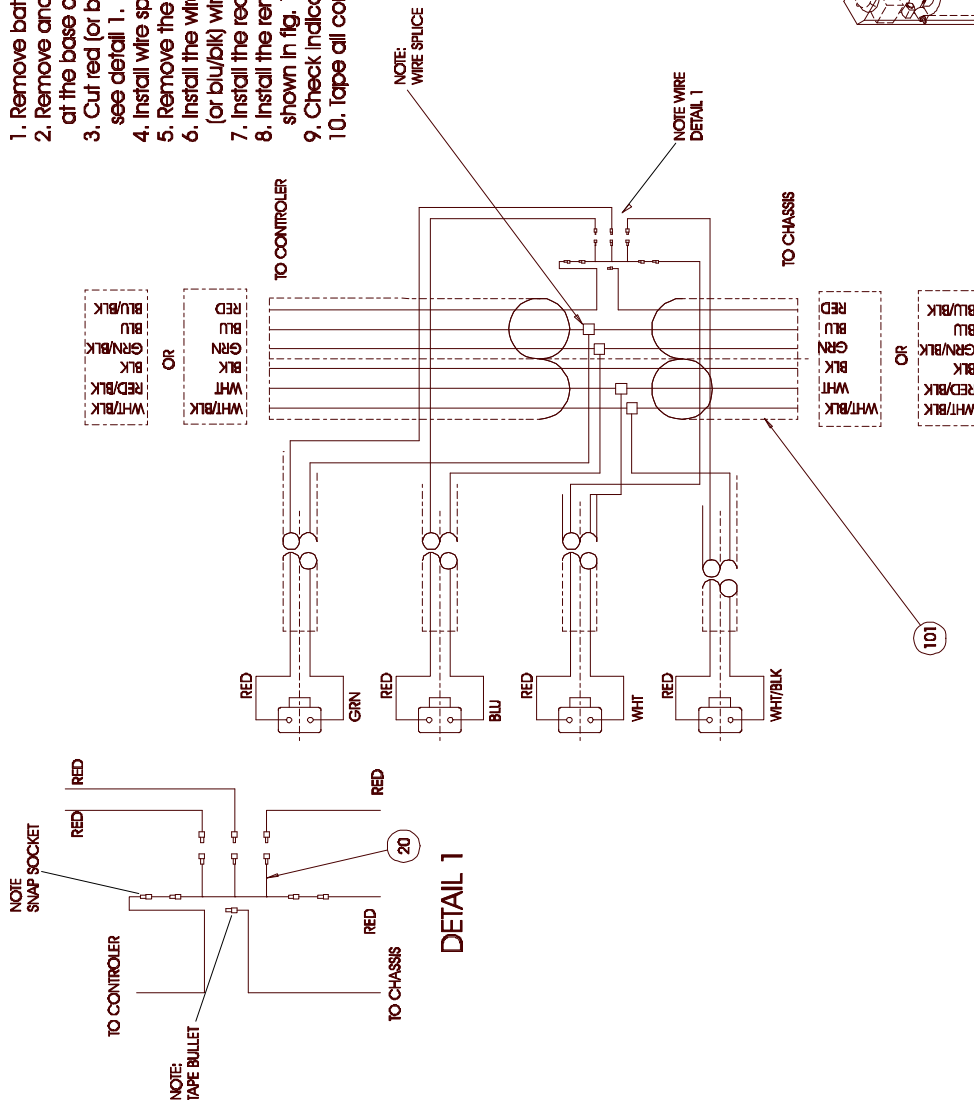 1. Remove bat
2. Remove and
at the base o
3. Cut red (or b
see detail 1.
4. Install wire sp
5. Remove the
6. Install the wire
(or blu/blk) wir
7. Install the red
8. Install the rem
shown in fig.
9. Check indica
10. Tape all con
NOTE:
WIRE SPLICE
NOTE WIRE
DETAIL 1
TO CONTROLER
TO CHASSIS
BLU/BLK
BLU
GRN/BLK
BLK
RED/BLK
WHT/BLK
OR
RED
BLU
GRN
BLK
WHT
WHT/BLK
RED
BLU
GRN
BLK
WHT
WHT/BLK
OR
BLU/BLK
BLU
GRN/BLK
BLK
RED/BLK
WHT/BLK
101
RED
GRN
RED
BLU
RED
WHT
RED
WHT/BLK
NOTE
SNAP SOCKET
RED
RED
RED
RED
20
TO CONTROLER
TO CHASSIS
NOTE:
TAPE BULLET
DETAIL 1